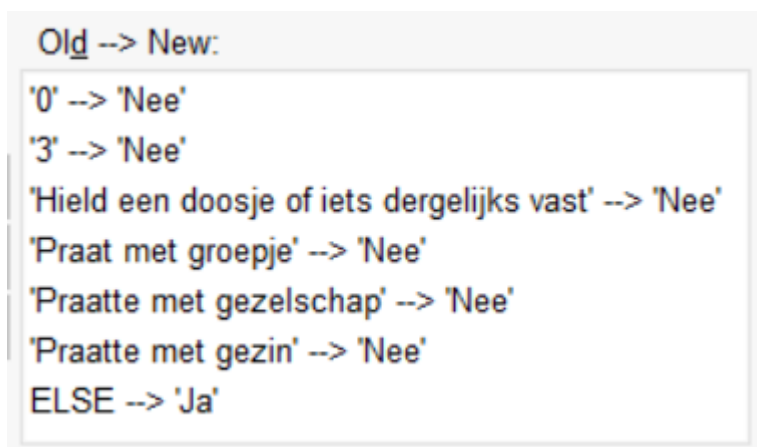 Old --> New:
'0' --> 'Nee'
'3' --> 'Nee'
'Hield een doosje of iets dergelijks vast' --> 'Nee'
'Praat met groepje' --> 'Nee'
'Praatte met gezelschap' --> 'Nee'
'Praatte met gezin' --> 'Nee'
ELSE --> 'Ja'